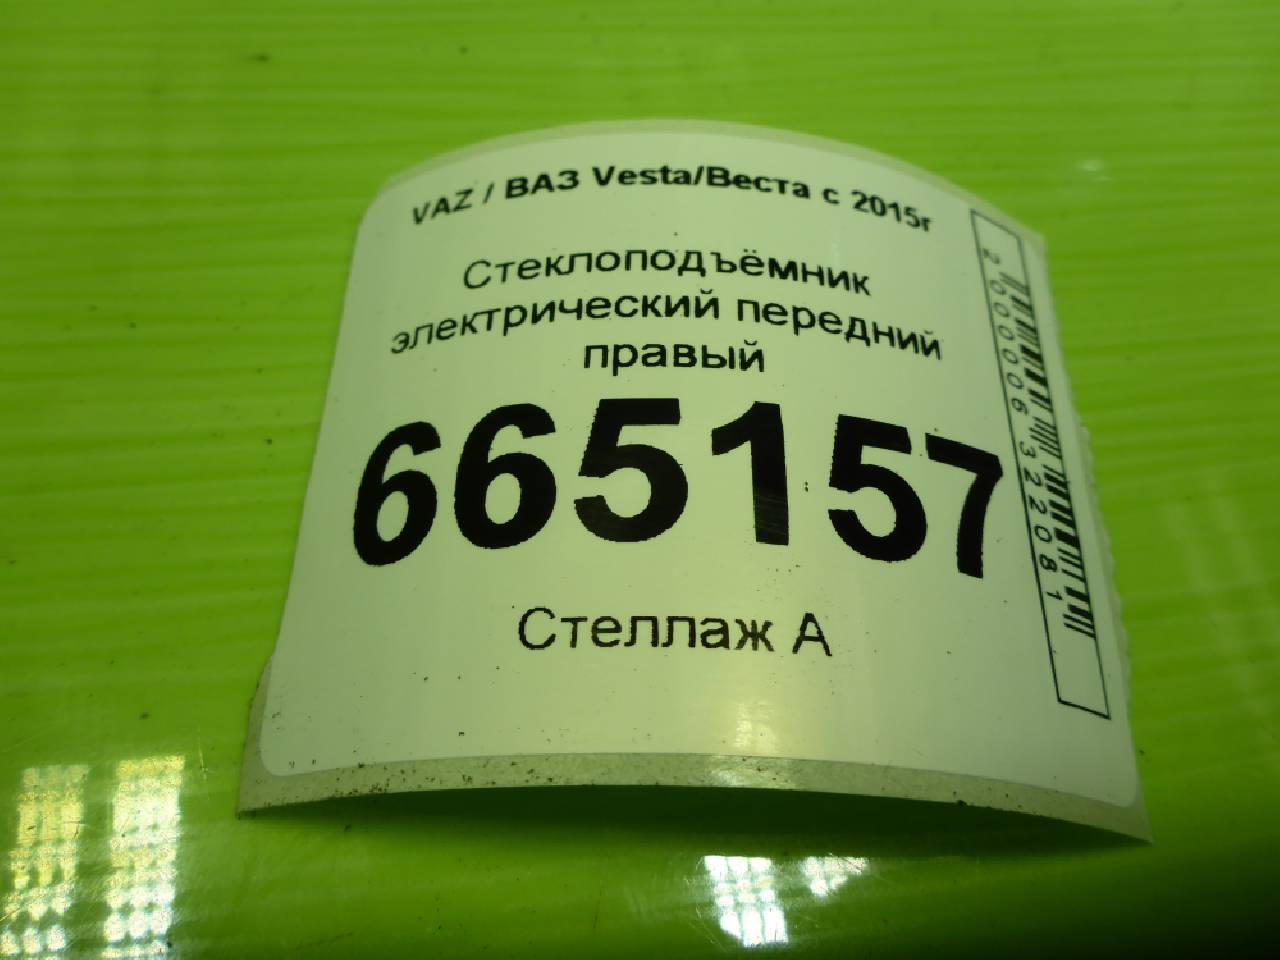 VAZ / ВАЗ Vesta/Веста с 2015г
Стеклоподъёмник
электрический передний
правый
665157
Стеллаж А
2000006322081